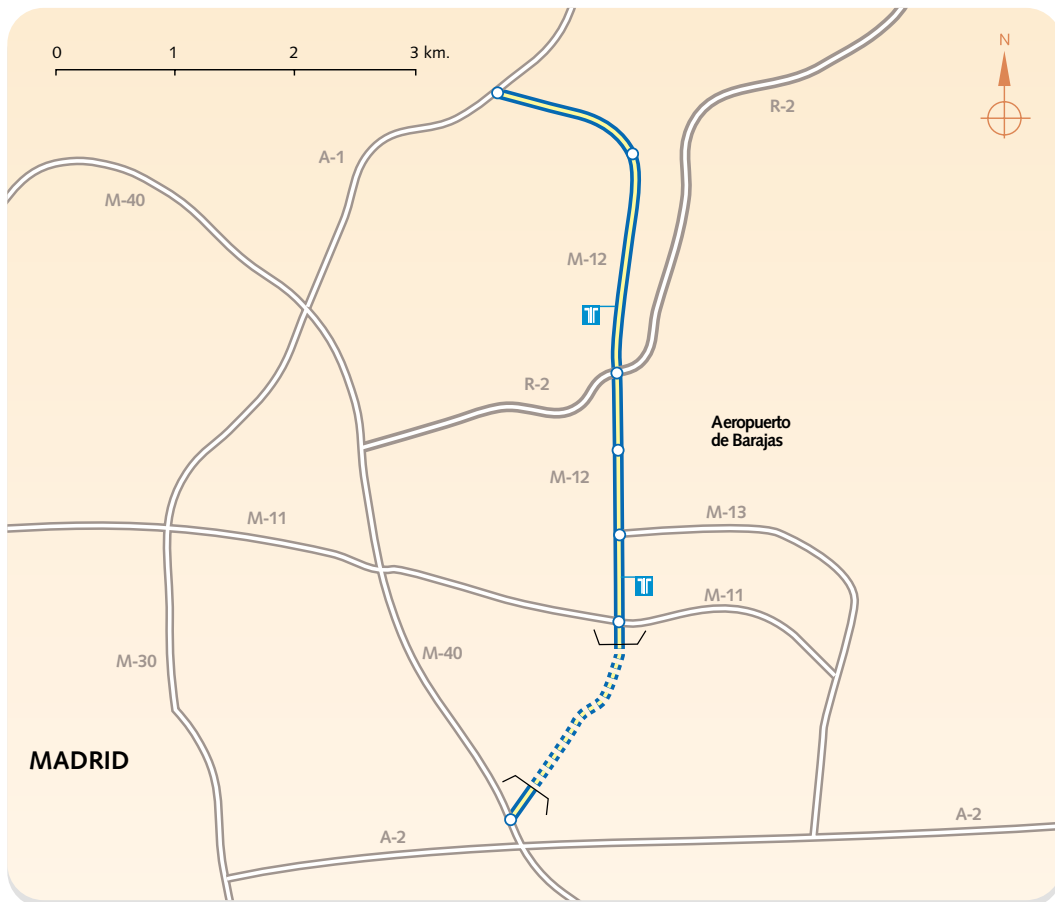 0 1 2 3 km.
N
R-2
A-1
M-40
M-12
R-2
Aeropuerto
de Barajas
M-12
M-13
M-11
M-11
M-40
M-30
MADRID
A-2
A-2